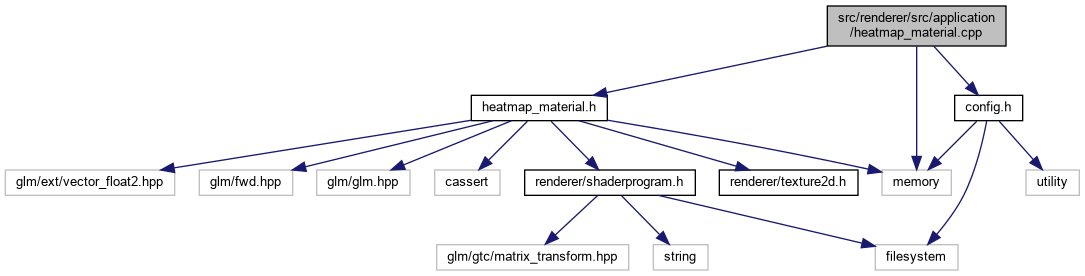 src/renderer/src/application
/heatmap_material.cpp
heatmap_material.h
config.h
glm/ext/vector_float2.hpp
glm/fwd.hpp
glm/glm.hpp
cassert
renderer/shaderprogram.h
renderer/texture2d.h
memory
utility
glm/gtc/matrix_transform.hpp
string
filesystem